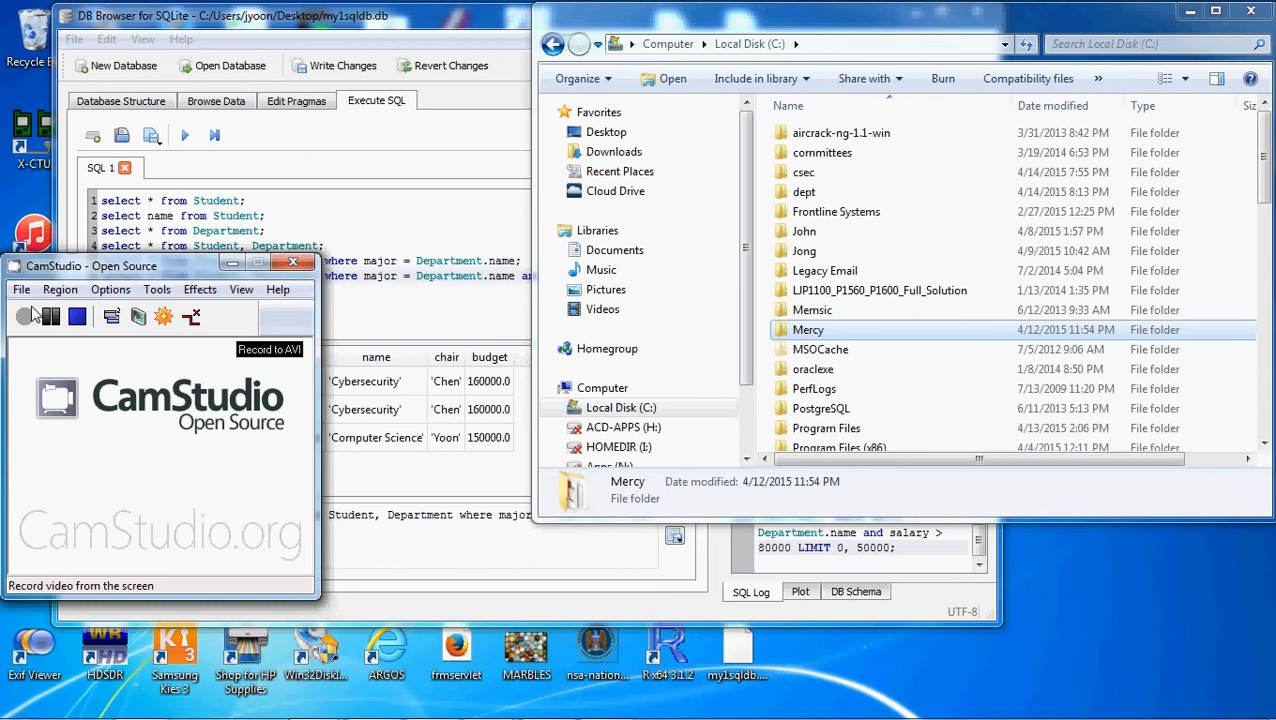 DB Browser for SQLite - C:/Users/jyoon/Desktop/my1sqldb.db
File Edit View Help
New Database Open Database Write Changes Revert Changes
Database Structure Browse Data Edit Pragmas Execute SQL
SQL 1
1 select * from Student;
2 select name from Student;
3 select * from Department;
4 select * from Student, Department;
where major = Department.name;
where major = Department.name an
name chair budget
'Cybersecurity' 'Chen' 160000.0
'Cybersecurity' 'Chen' 160000.0
'Computer Science' 'Yoon' 150000.0
Student, Department where major
Department.name and salary >
80000 LIMIT 0, 50000;
SQL Log Plot DB Schema
UTF-8
CamStudio - Open Source
File Region Options Tools Effects View Help
Record to AVI
CamStudio
Open Source
CamStudio.org
Record video from the screen
Computer Local Disk (C:)
Search Local Disk (C:)
Organize Open Include in library Share with Burn Compatibility files »
Favorites
Desktop
Downloads
Recent Places
Cloud Drive
Libraries
Documents
Music
Pictures
Videos
Homegroup
Computer
Local Disk (C:)
ACD-APPS (H:)
HOMEDIR (I:)
Apps (N:)
Name Date modified Type Siz
aircrack-ng-1.1-win 3/31/2013 8:42 PM File folder
committees 3/19/2014 6:53 PM File folder
csec 4/14/2015 7:55 PM File folder
dept 4/14/2015 8:13 PM File folder
Frontline Systems 2/27/2015 12:25 PM File folder
John 4/8/2015 1:57 PM File folder
Jong 4/9/2015 10:42 AM File folder
Legacy Email 7/2/2014 5:04 PM File folder
LJP1100_P1560_P1600_Full_Solution 1/13/2014 1:35 PM File folder
Memsic 6/12/2013 9:33 AM File folder
Mercy 4/12/2015 11:54 PM File folder
MSOCache 7/5/2012 9:06 AM File folder
oraclexe 1/8/2014 8:50 PM File folder
PerfLogs 7/13/2009 11:20 PM File folder
PostgreSQL 6/11/2013 5:13 PM File folder
Program Files 4/13/2015 2:06 PM File folder
Program Files (x86) 4/4/2015 12:11 PM File folder
Mercy Date modified: 4/12/2015 11:54 PM
File folder
Recycle B
X-CTU
Exif Viewer
HDSDR
Samsung
Kies 3
Shop for HP
Supplies
Win32DiskI...
ARGOS
frmservlet
MARBLES
nsa-nation...
R x64 3.1.2
my1sqldb....